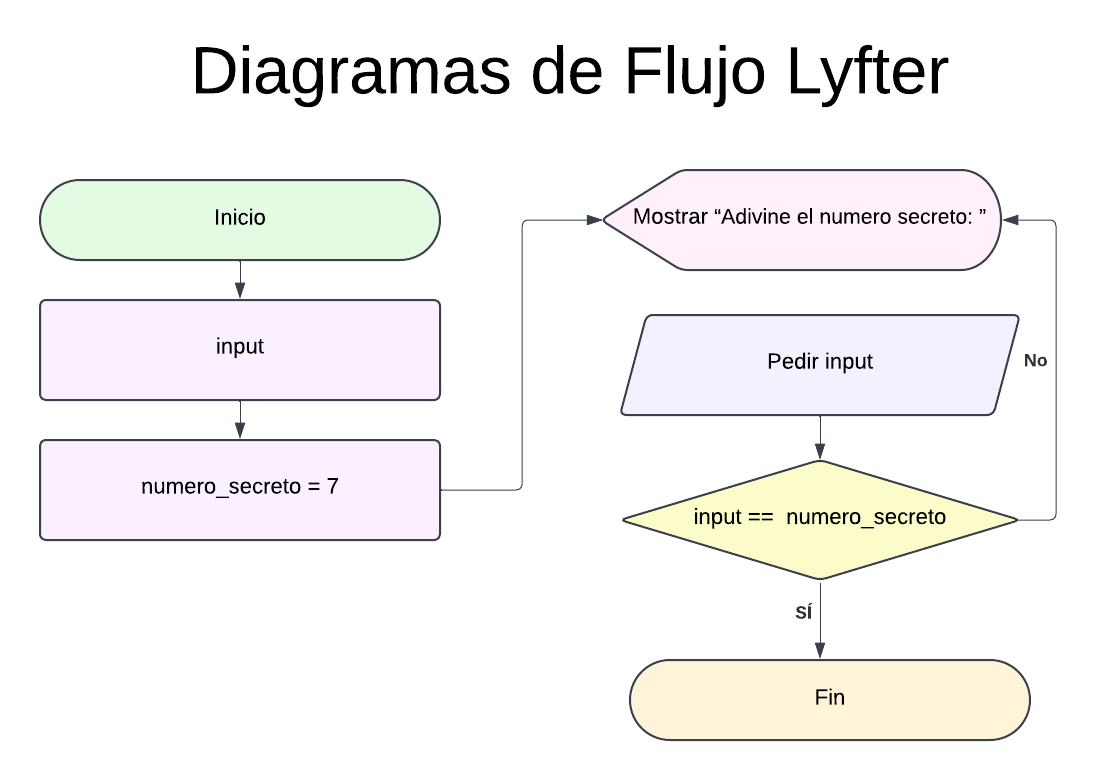 Diagramas de Flujo Lyfter
Inicio
input
numero_secreto = 7
Mostrar “Adivine el numero secreto: ”
Pedir input
No
input ==  numero_secreto
SÍ
Fin